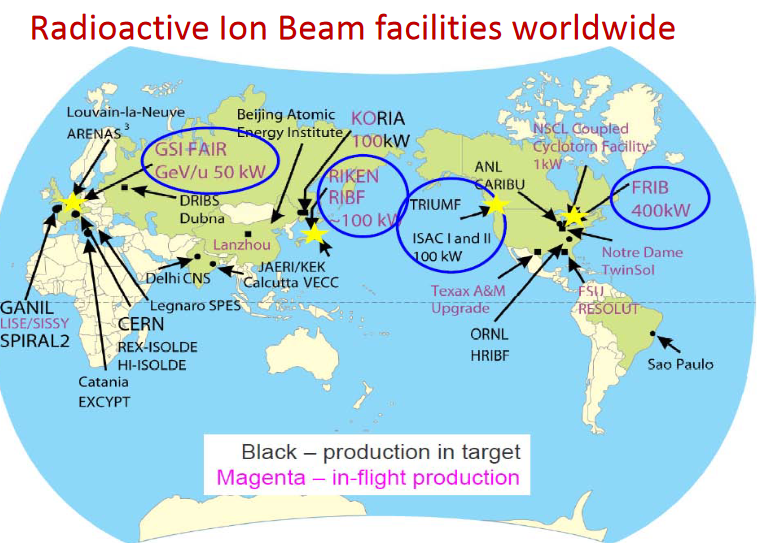 Radioactive Ion Beam facilities worldwide
Louvain-la-Neuve
ARENAS 3
GSI FAIR
GeV/u 50 kW
Beijing Atomic
Energy Institute
KORIA
100kW
RIKEN
RIBF
~100 kW
DRIBS
Dubna
Lanzhou
JAERI/KEK
Delhi CNS
Calcutta VECC
GANIL
LISE/SISSY
SPIRAL2
Legnaro SPES
CERN
REX-ISOLDE
HI-ISOLDE
Catania
EXCYPT
TRIUMF
ISAC I and II
100 kW
ANL
CARIBU
NSCL Coupled
Cyclotorn Facility
1kW
FRIB
400kW
Notre Dame
TwinSol
Texax A&M
Upgrade
FSU
RESOLUT
ORNL
HRIBF
Sao Paulo
Black – production in target
Magenta – in-flight production